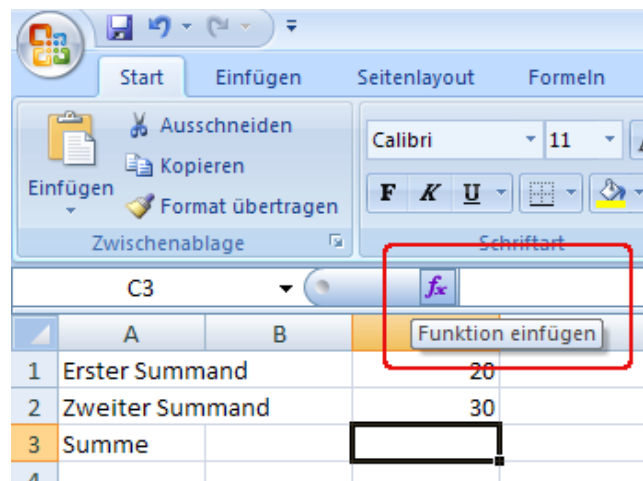 Start Einfügen Seitenlayout Formeln
Ausschneiden
Kopieren
Einfügen
Format übertragen
Zwischenablage
Calibri 11
F K U
Schriftart
C3 fx
Funktion einfügen
A B
1 Erster Summand 20
2 Zweiter Summand 30
3 Summe